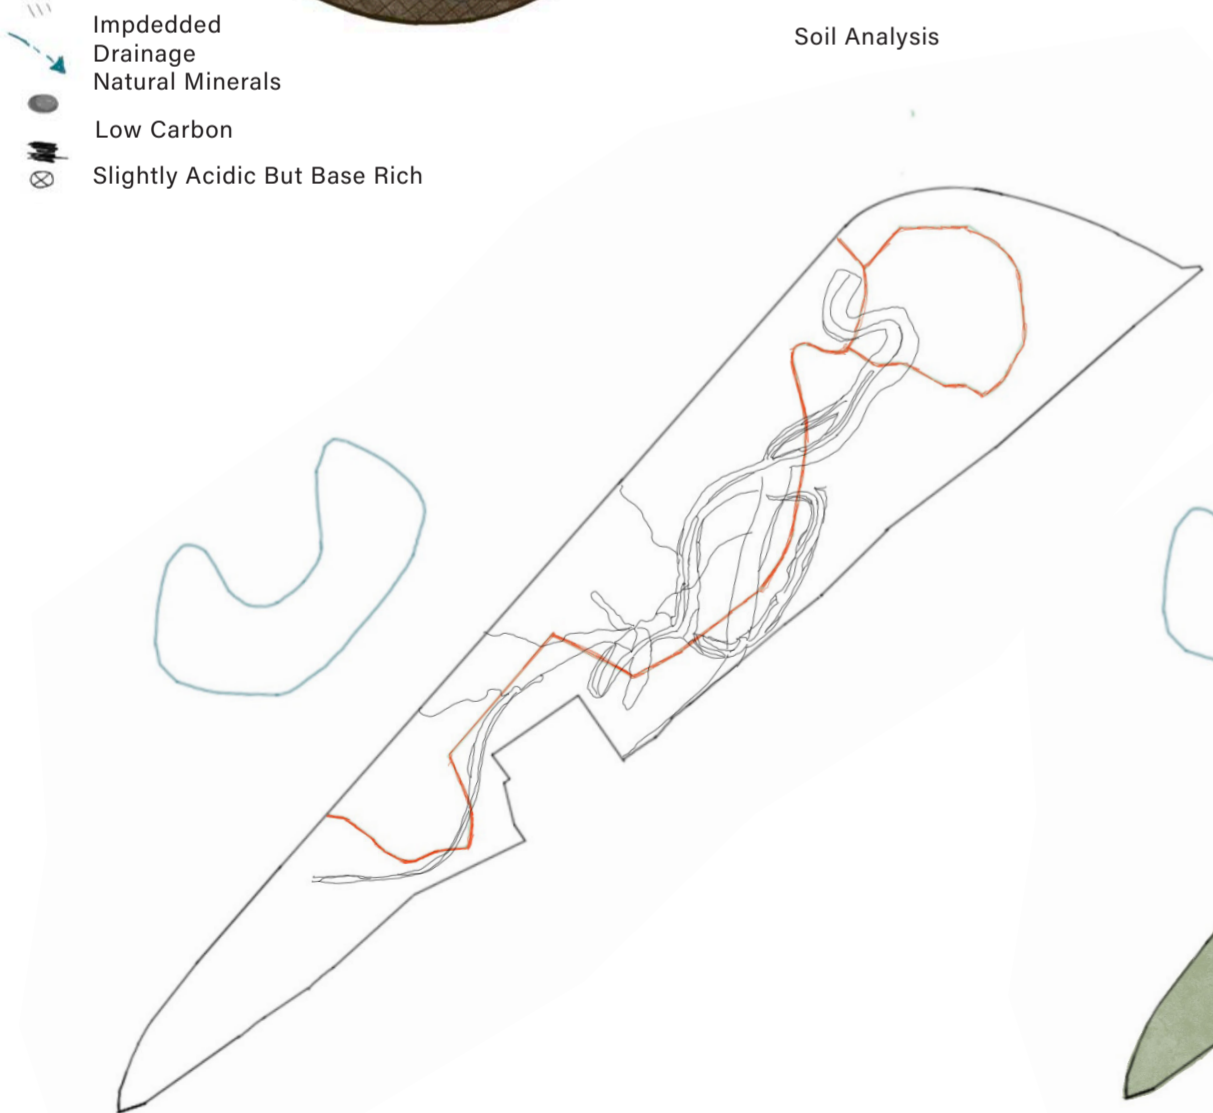 Impdedded
Drainage
Natural Minerals
Low Carbon
Slightly Acidic But Base Rich
Soil Analysis